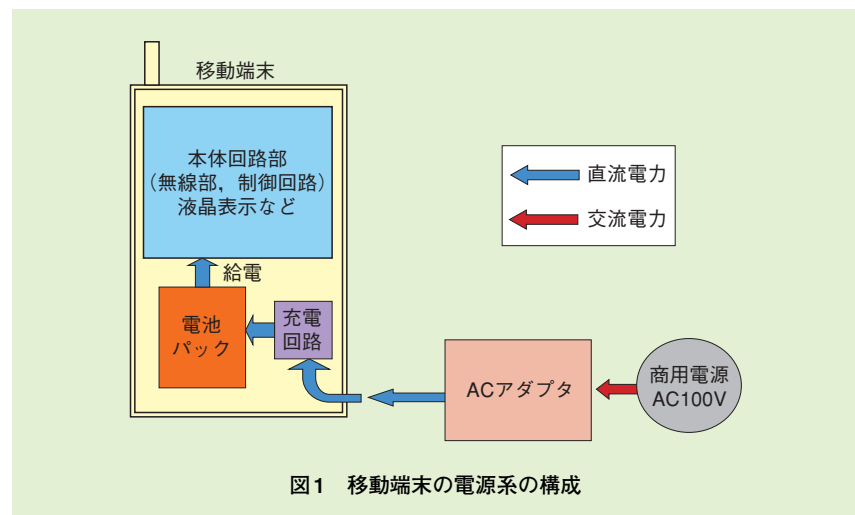 移動端末
本体回路部
(無線部,制御回路)
液晶表示など
給電
電池
パック
充電
回路
直流電力
交流電力
ACアダプタ
商用電源
AC100V
図1 移動端末の電源系の構成